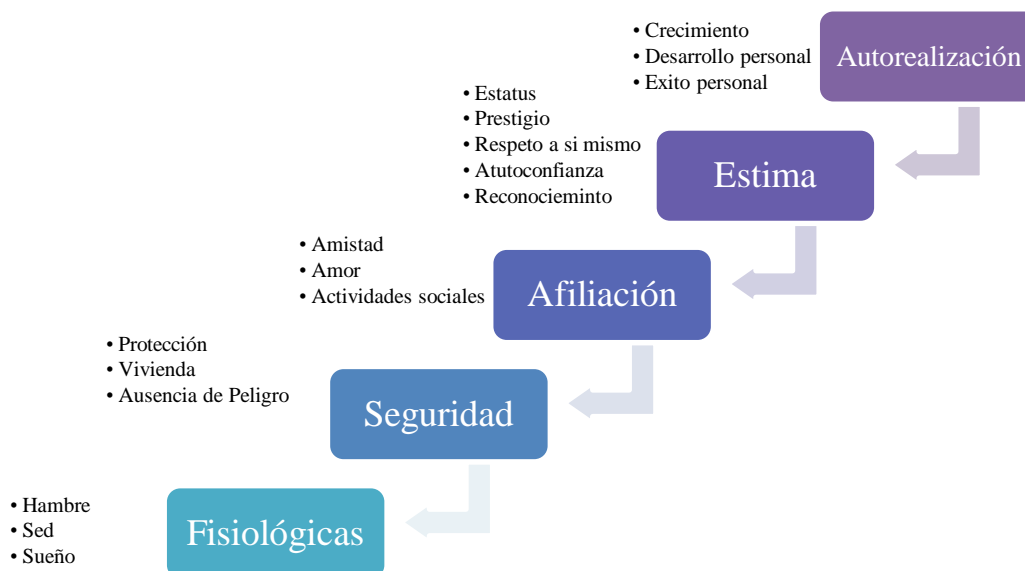 • Crecimiento
• Desarrollo personal
• Exito personal
Autorealización
• Estatus
• Prestigio
• Respeto a si mismo
• Atutoconfianza
• Reconocieminto
Estima
• Amistad
• Amor
• Actividades sociales
Afiliación
• Protección
• Vivienda
• Ausencia de Peligro
Seguridad
• Hambre
• Sed
• Sueño
Fisiológicas